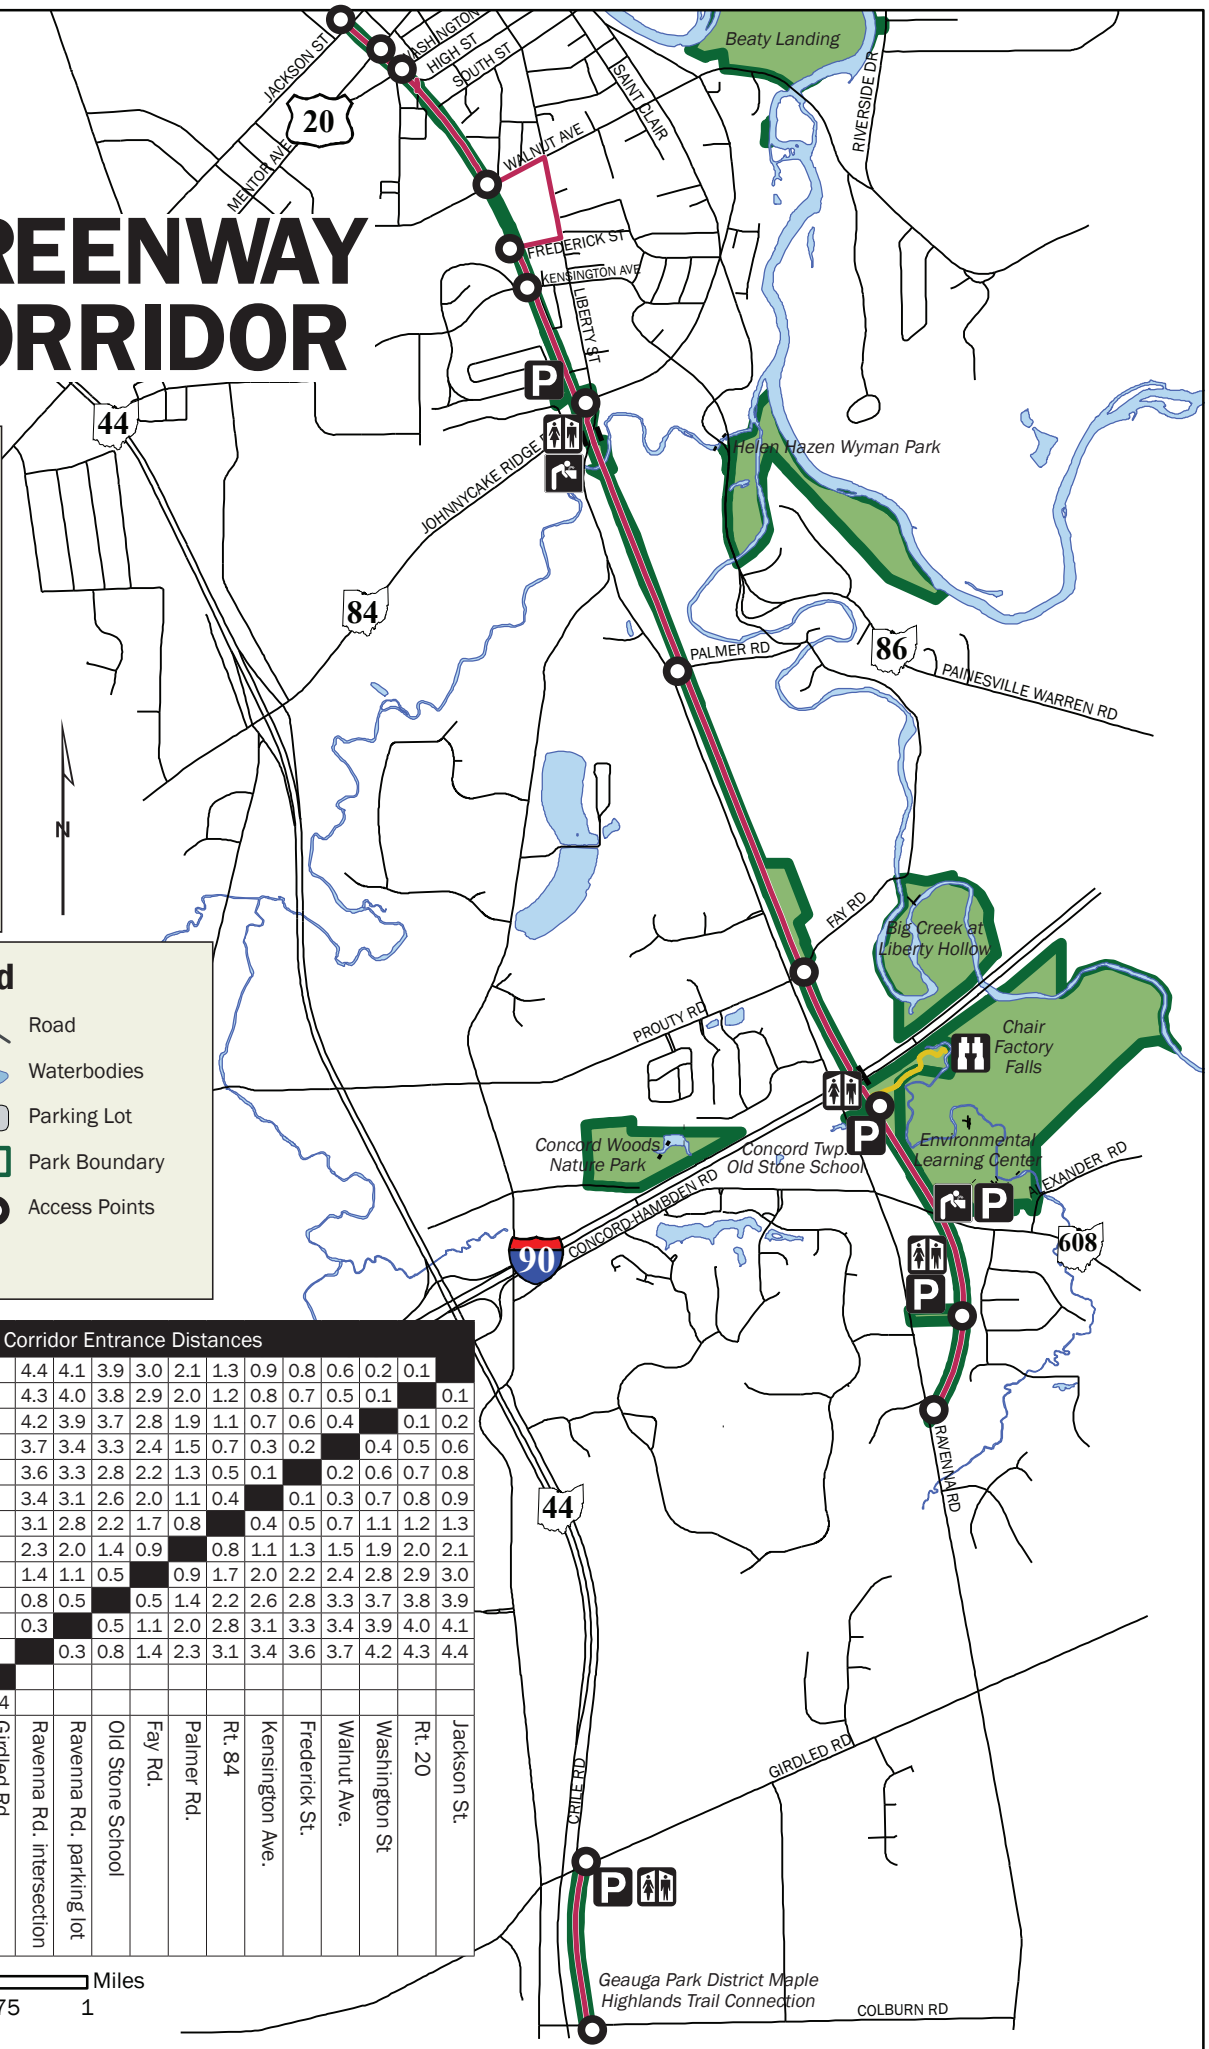 Beaty Landing
JACKSON ST
WASHINGTON
HIGH ST
SOUTH ST
SAINT CLAIR
RIVERSIDE DR
20
WALNUT AVE
MENTOR AVE
REENWAY
ORRIDOR
FREDERICK ST
KENSINGTON AVE
LIBERTY ST
P
44
Helen Hazen Wyman Park
JOHNNYCAKE RIDGE
84
86
PALMER RD
PAINESVILLE WARREN RD
N
FAY RD
Big Creek at
Liberty Hollow
d
Road
Waterbodies
Parking Lot
Park Boundary
Access Points
PROUTY RD
Chair
Factory
Falls
P
Concord Woods
Nature Park
Concord Twp.
Old Stone School
Environmental
Learning Center
ALEXANDER RD
CONCORD-HAMBDEN RD
P
608
90
P
Corridor Entrance Distances
4.4 4.1 3.9 3.0 2.1 1.3 0.9 0.8 0.6 0.2 0.1
4.3 4.0 3.8 2.9 2.0 1.2 0.8 0.7 0.5 0.1 0.1
4.2 3.9 3.7 2.8 1.9 1.1 0.7 0.6 0.4 0.1 0.2
3.7 3.4 3.3 2.4 1.5 0.7 0.3 0.2 0.4 0.5 0.6
3.6 3.3 2.8 2.2 1.3 0.5 0.1 0.2 0.6 0.7 0.8
3.4 3.1 2.6 2.0 1.1 0.4 0.1 0.3 0.7 0.8 0.9
3.1 2.8 2.2 1.7 0.8 0.4 0.5 0.7 1.1 1.2 1.3
2.3 2.0 1.4 0.9 0.8 1.1 1.3 1.5 1.9 2.0 2.1
1.4 1.1 0.5 0.9 1.7 2.0 2.2 2.4 2.8 2.9 3.0
0.8 0.5 0.5 1.4 2.2 2.6 2.8 3.3 3.7 3.8 3.9
0.3 0.5 1.1 2.0 2.8 3.1 3.3 3.4 3.9 4.0 4.1
0.3 0.8 1.4 2.3 3.1 3.4 3.6 3.7 4.2 4.3 4.4
4
Girdled Rd
Ravenna Rd. intersection
Ravenna Rd. parking lot
Old Stone School
Fay Rd.
Palmer Rd.
Rt. 84
Kensington Ave.
Frederick St.
Walnut Ave.
Washington St
Rt. 20
Jackson St.
RAVENNA RD
44
GIRDLED RD
CRILE RD
P
Geauga Park District Maple
Highlands Trail Connection
COLBURN RD
Miles
75 1